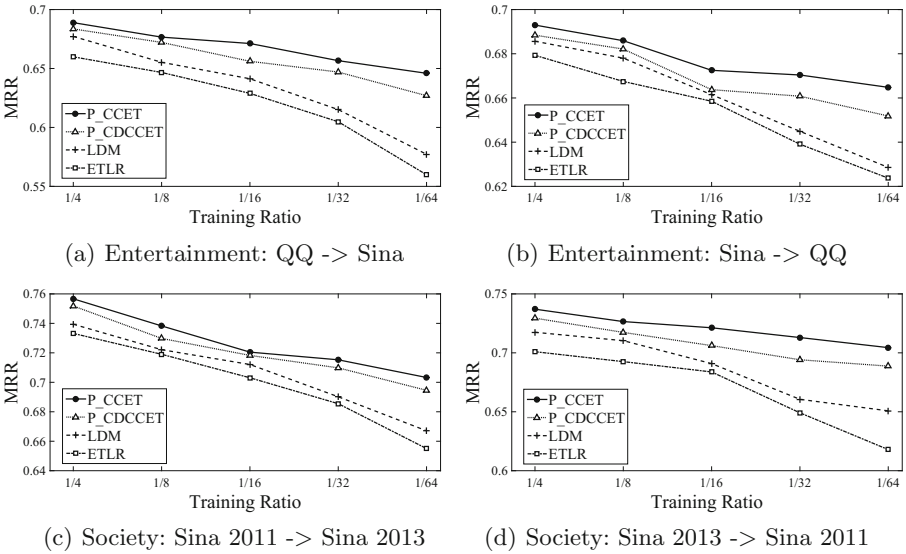 0.7
0.65
0.6
0.55
MRR
P_CCET
P_CDCCET
LDM
ETLR
1/4 1/8 1/16 1/32 1/64
Training Ratio
(a) Entertainment: QQ -> Sina
0.7
0.68
0.66
0.64
0.62
MRR
P_CCET
P_CDCCET
LDM
ETLR
1/4 1/8 1/16 1/32 1/64
Training Ratio
(b) Entertainment: Sina -> QQ
0.76
0.74
0.72
0.7
0.68
0.66
0.64
MRR
P_CCET
P_CDCCET
LDM
ETLR
1/4 1/8 1/16 1/32 1/64
Training Ratio
(c) Society: Sina 2011 -> Sina 2013
0.75
0.7
0.65
0.6
MRR
P_CCET
P_CDCCET
LDM
ETLR
1/4 1/8 1/16 1/32 1/64
Training Ratio
(d) Society: Sina 2013 -> Sina 2011